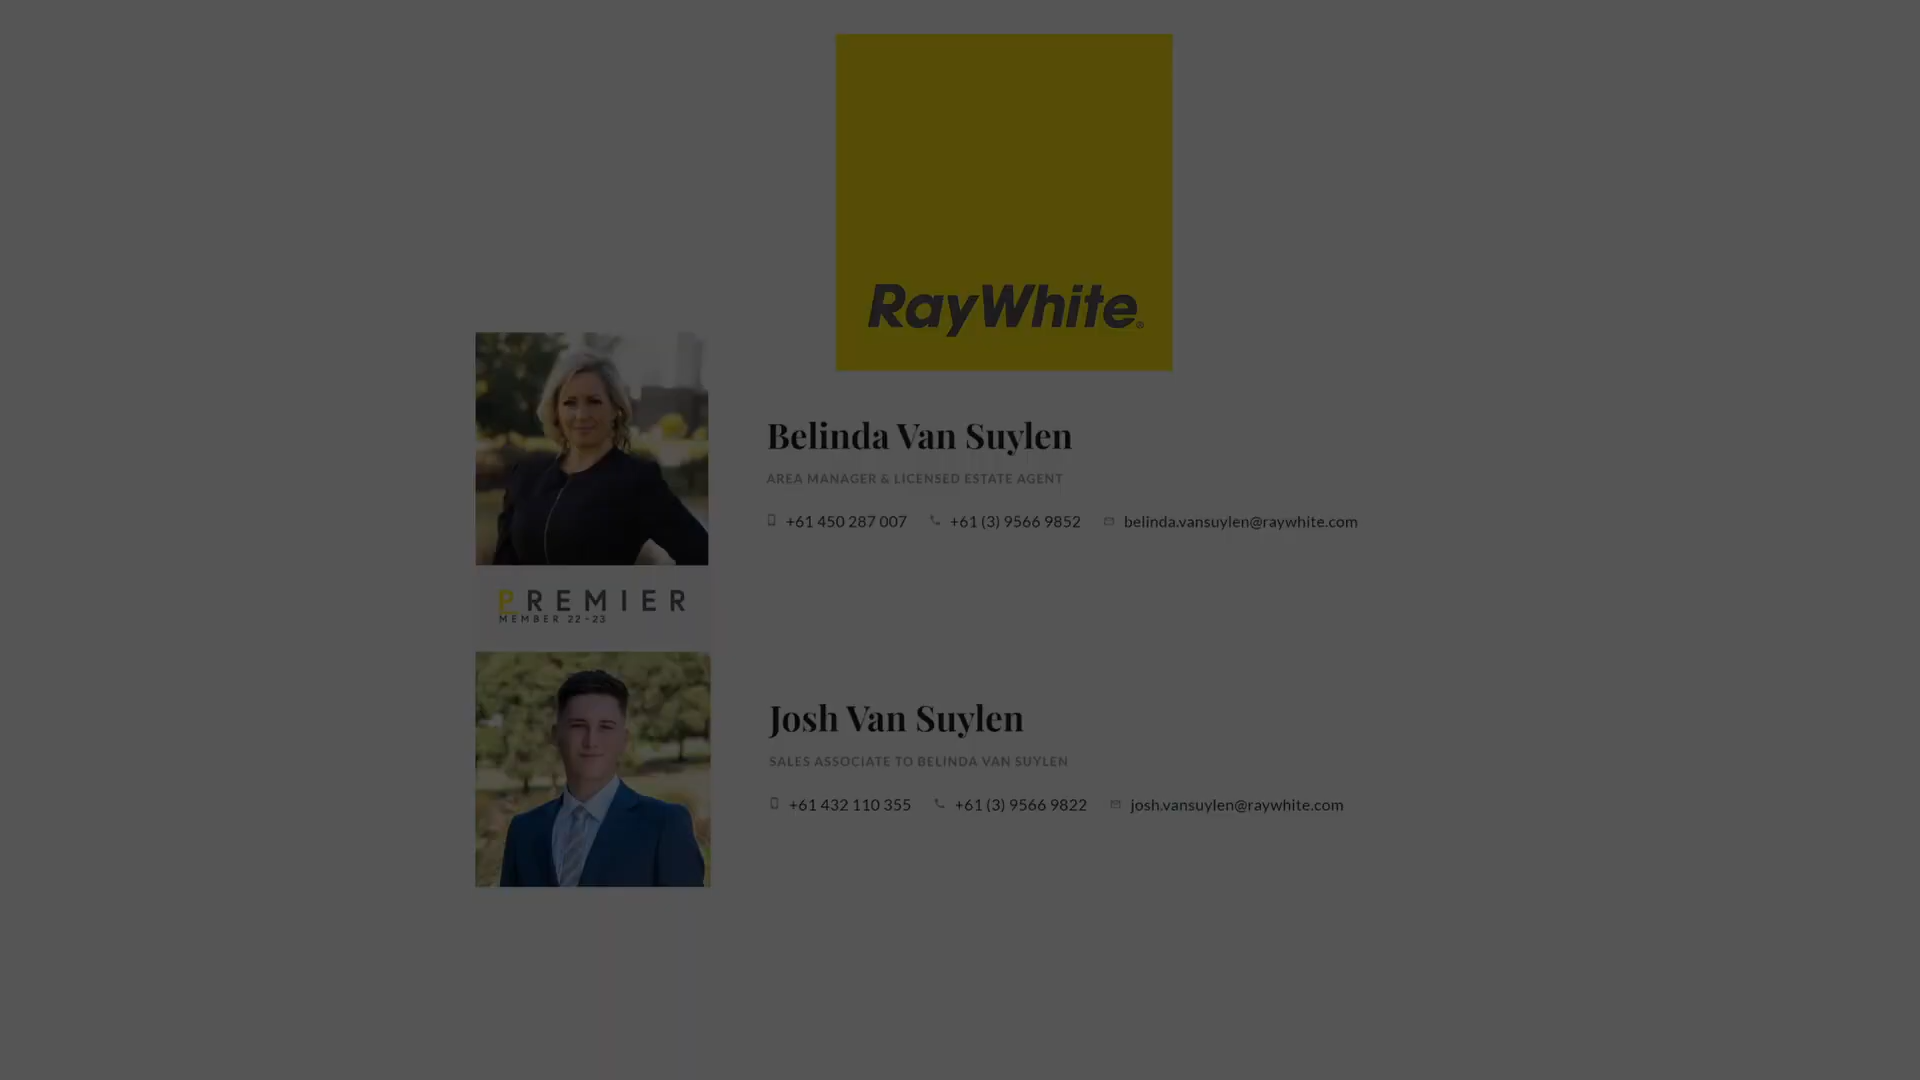 RayWhite®
Belinda Van Suylen
AREA MANAGER & LICENSED ESTATE AGENT
+61 450 287 007 +61 (3) 9566 9852 belinda.vansuylen@raywhite.com
PREMIER
MEMBER 22-23
Josh Van Suylen
SALES ASSOCIATE TO BELINDA VAN SUYLEN
+61 432 110 355 +61 (3) 9566 9822 josh.vansuylen@raywhite.com